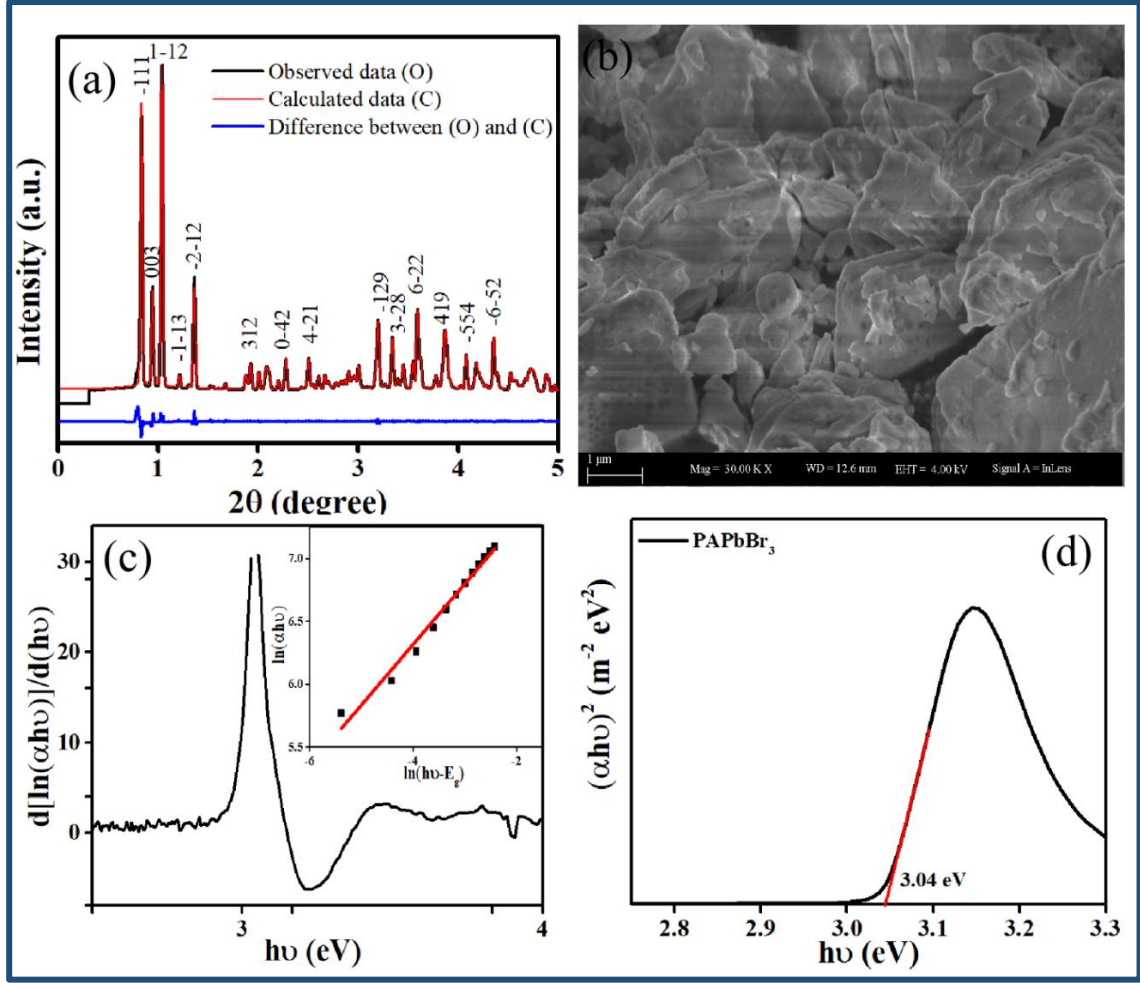 (a)
-111
1-12
003
-1-13
-2-12
312
0-42
4-21
-129
3-28
6-22
419
-554
-6-52
Observed data (O)
Calculated data (C)
Difference between (O) and (C)
Intensity (a.u.)
0 1 2 3 4 5
2θ (degree)
(b)
1 µm
Mag = 30.00 K X WD = 12.6 mm EHT = 4.00 kV Signal A = InLens
(c)
30
20
10
0
d[ln(αhυ)]/d(hυ)
3 4
hυ (eV)
7.0
6.5
6.0
5.5
ln(αhυ)
-6 -4 -2
ln(hυ-Eg)
(d)
PAPbBr₃
(αhυ)² (m⁻² eV²)
3.04 eV
2.8 2.9 3.0 3.1 3.2 3.3
hυ (eV)